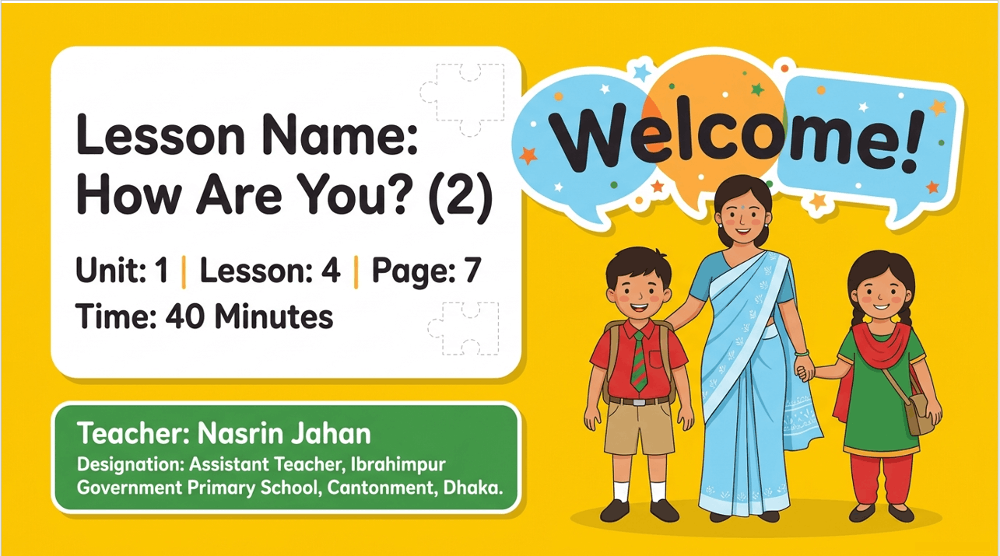 Lesson Name:
How Are You? (2)
Unit: 1 | Lesson: 4 | Page: 7
Time: 40 Minutes
Welcome!
Teacher: Nasrin Jahan
Designation: Assistant Teacher, Ibrahimpur
Government Primary School, Cantonment, Dhaka.